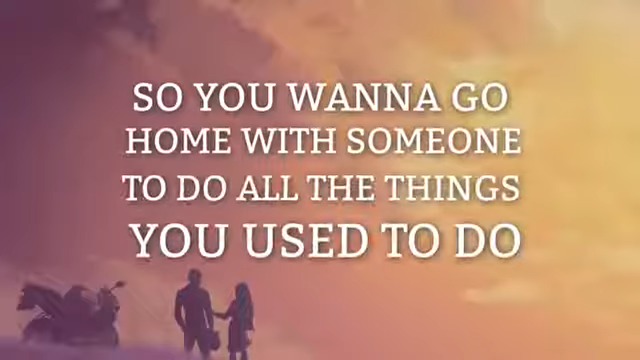 SO YOU WANNA GO
HOME WITH SOMEONE
TO DO ALL THE THINGS
YOU USED TO DO